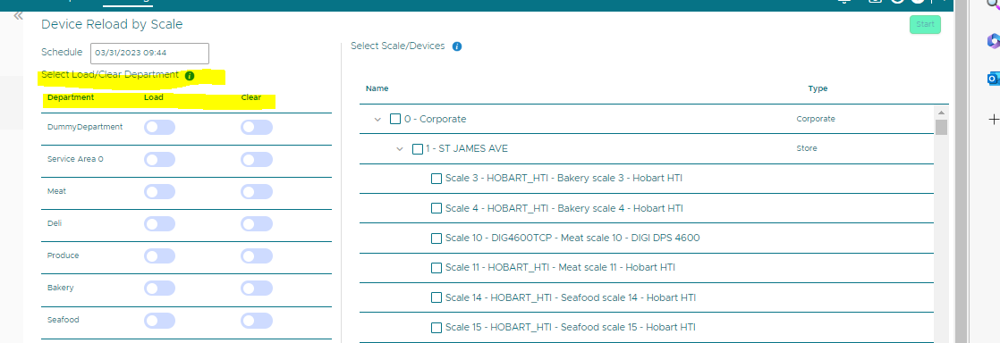 Device Reload by Scale
Start
Schedule 03/31/2023 09:44
Select Load/Clear Department
Department Load Clear
DummyDepartment
Service Area 0
Meat
Deli
Produce
Bakery
Seafood
Select Scale/Devices
Name Type
0 - Corporate Corporate
1 - ST JAMES AVE Store
Scale 3 - HOBART_HTI - Bakery scale 3 - Hobart HTI
Scale 4 - HOBART_HTI - Bakery scale 4 - Hobart HTI
Scale 10 - DIG4600TCP - Meat scale 10 - DIGI DPS 4600
Scale 11 - HOBART_HTI - Meat scale 11 - Hobart HTI
Scale 14 - HOBART_HTI - Seafood scale 14 - Hobart HTI
Scale 15 - HOBART_HTI - Seafood scale 15 - Hobart HTI